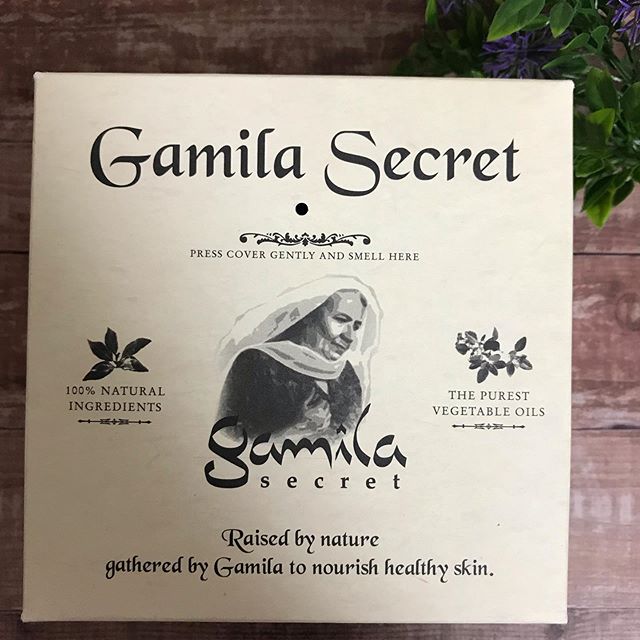 Gamila Secret
PRESS COVER GENTLY AND SMELL HERE
100% NATURAL
INGREDIENTS
THE PUREST
VEGETABLE OILS
gamila
secret
Raised by nature
gathered by Gamila to nourish healthy skin.